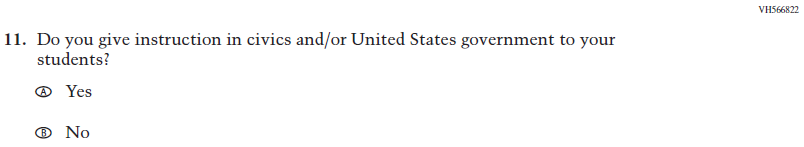 VH566822
11. Do you give instruction in civics and/or United States government to your
students?
A Yes
B No